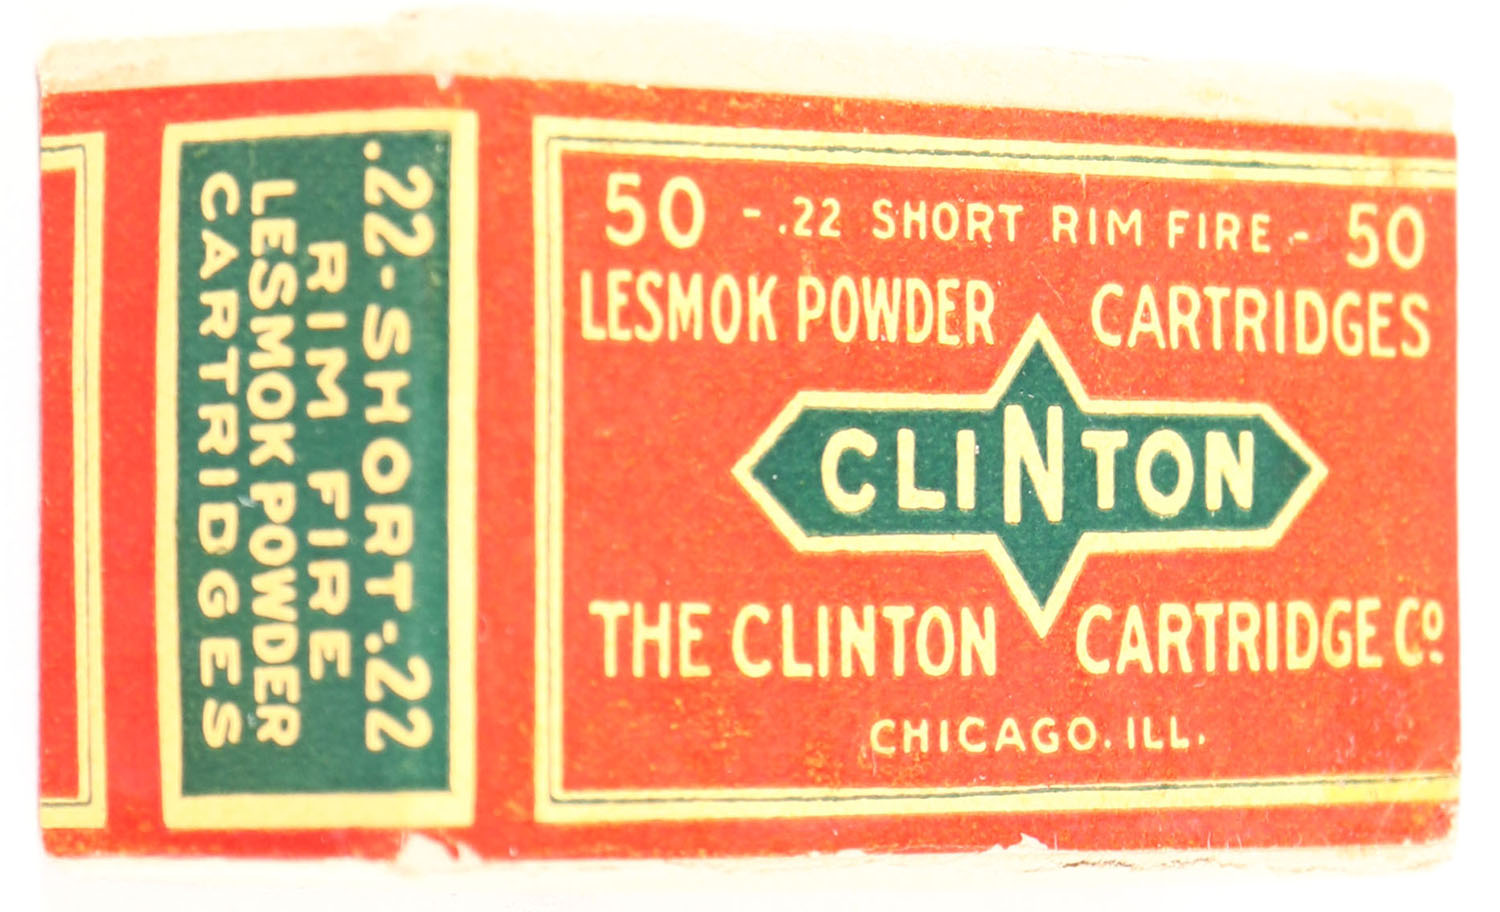 .22-SHORT-.22
RIM FIRE
LESMOK POWDER
CARTRIDGES
50 -.22 SHORT RIM FIRE- 50
LESMOK POWDER CARTRIDGES
CLINTON
THE CLINTON CARTRIDGE Cº
CHICAGO. ILL.